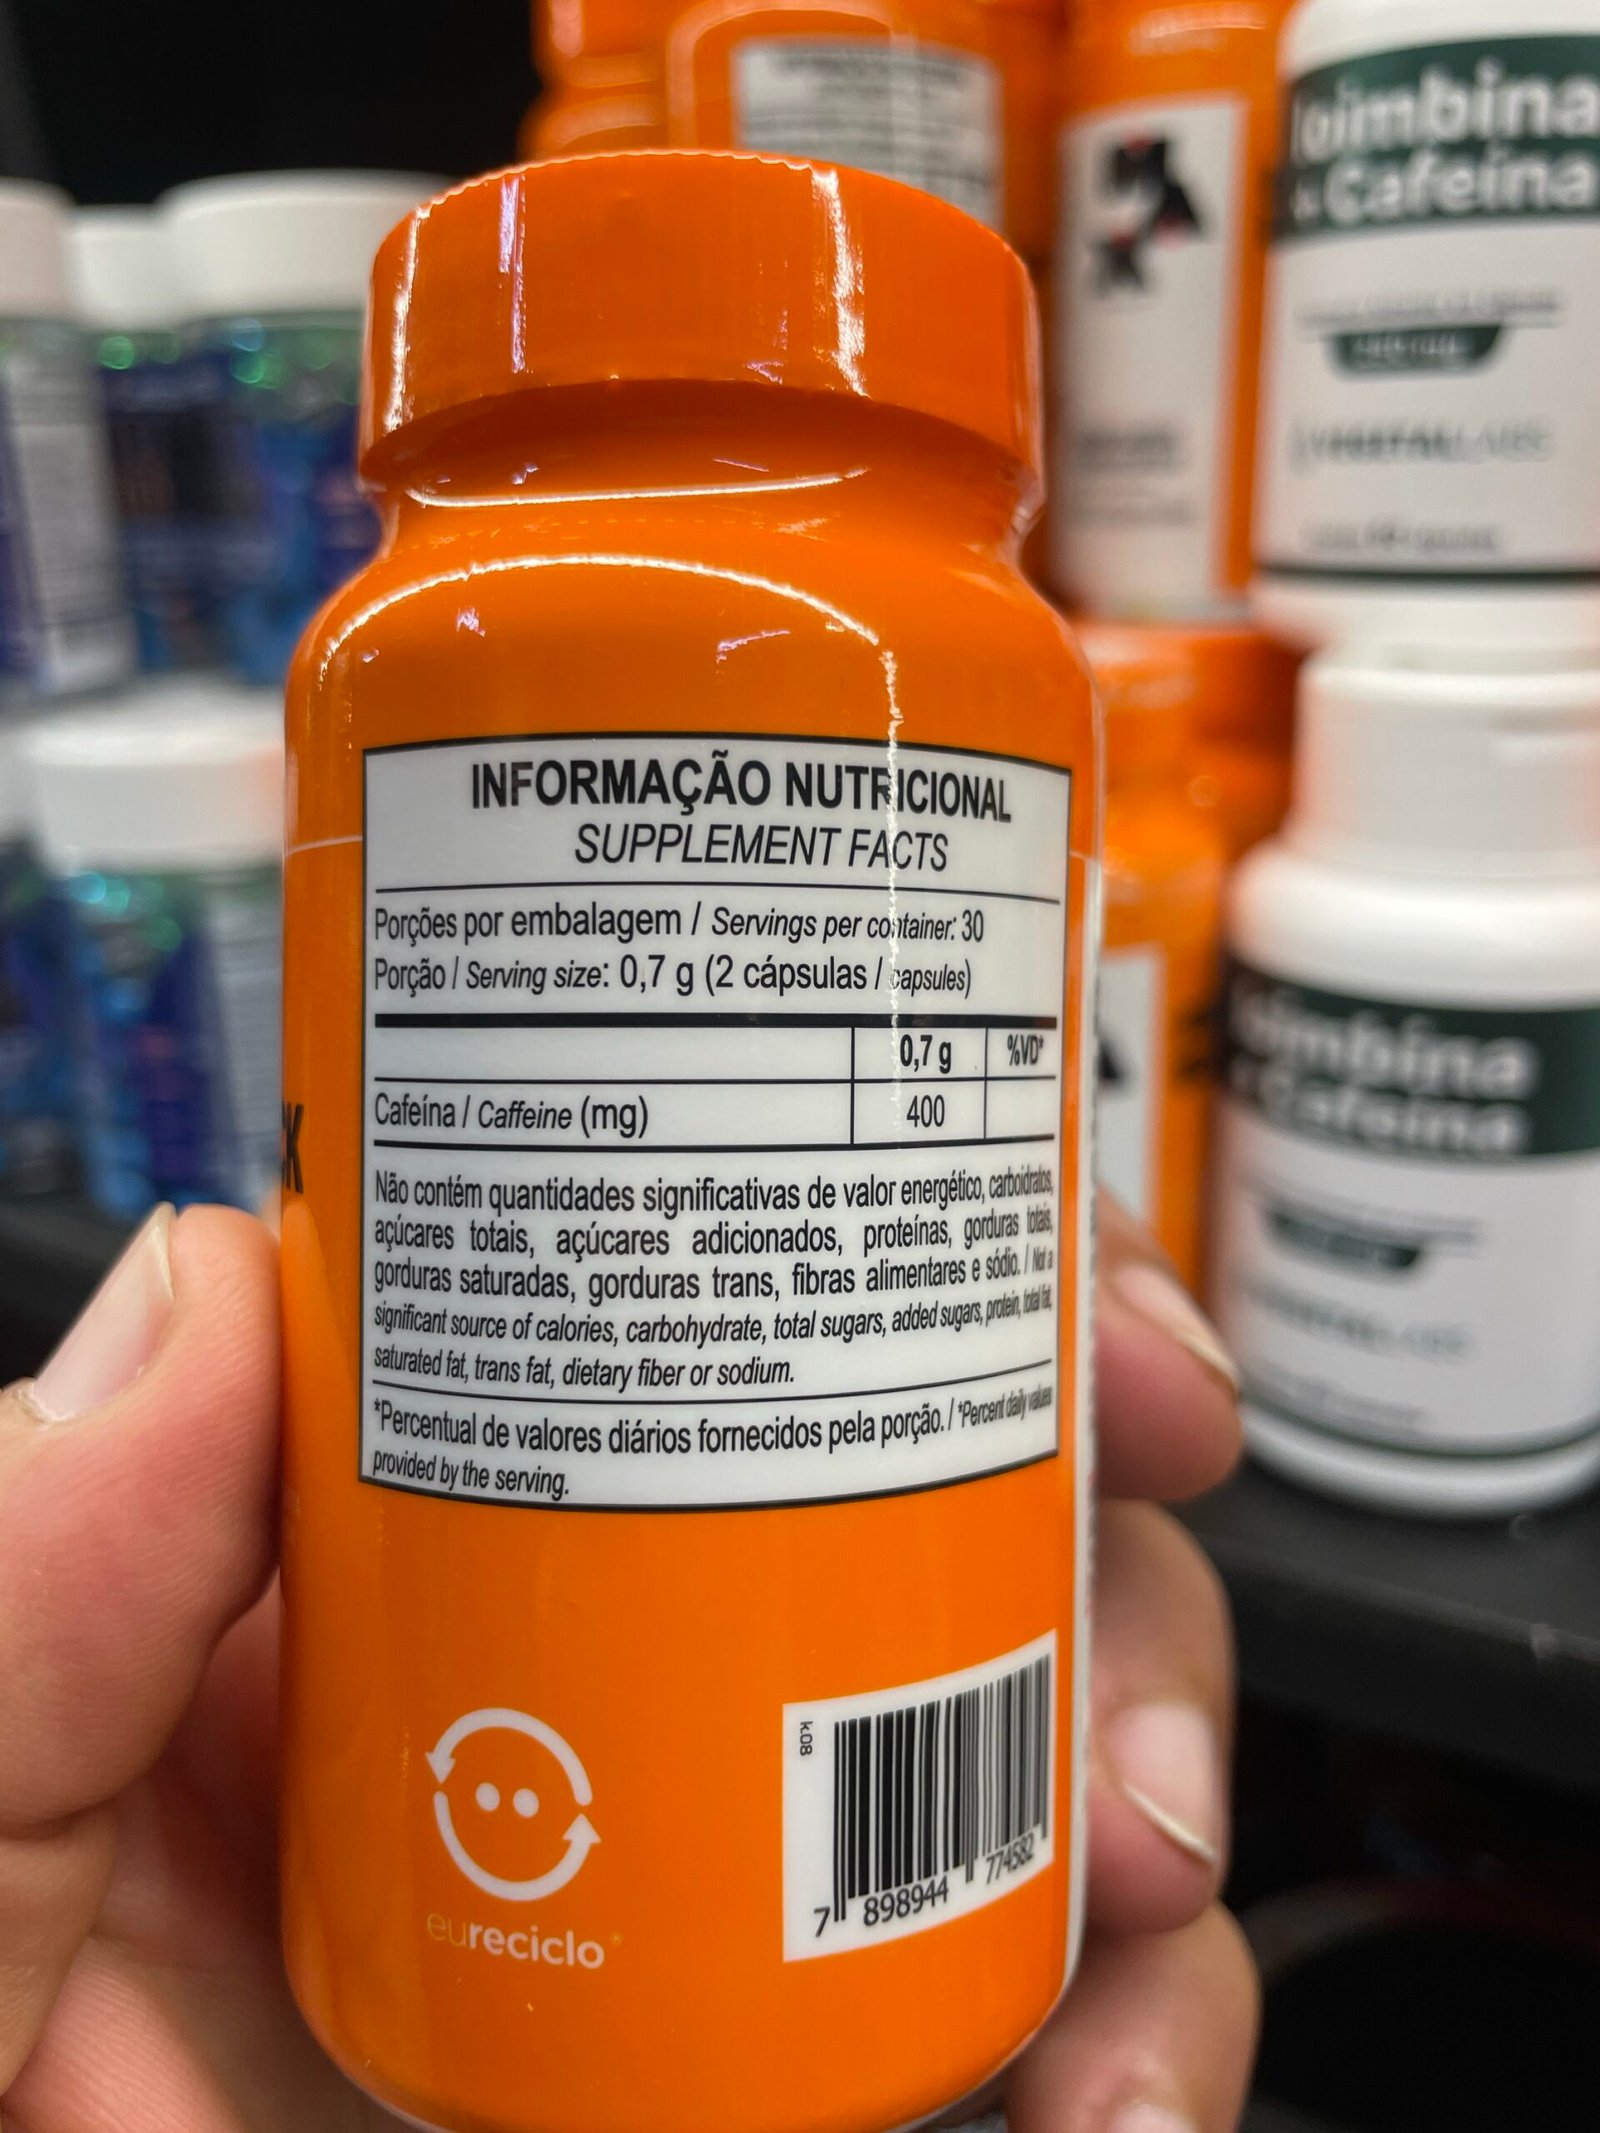 INFORMAÇÃO NUTRICIONAL
SUPPLEMENT FACTS
Porções por embalagem / Servings per container: 30
Porção / Serving size: 0,7 g (2 cápsulas / capsules)
0,7 g %VD*
Cafeína / Caffeine (mg) 400
Não contém quantidades significativas de valor energético, carboidratos,
açúcares totais, açúcares adicionados, proteínas, gorduras totais,
gorduras saturadas, gorduras trans, fibras alimentares e sódio. / Not a
significant source of calories, carbohydrate, total sugars, added sugars, protein, total fat,
saturated fat, trans fat, dietary fiber or sodium.
*Percentual de valores diários fornecidos pela porção. / *Percent daily values
provided by the serving.
eureciclo
k08
7 898944 774582
oimbina
+ Cafeína
imbina
Cafeína